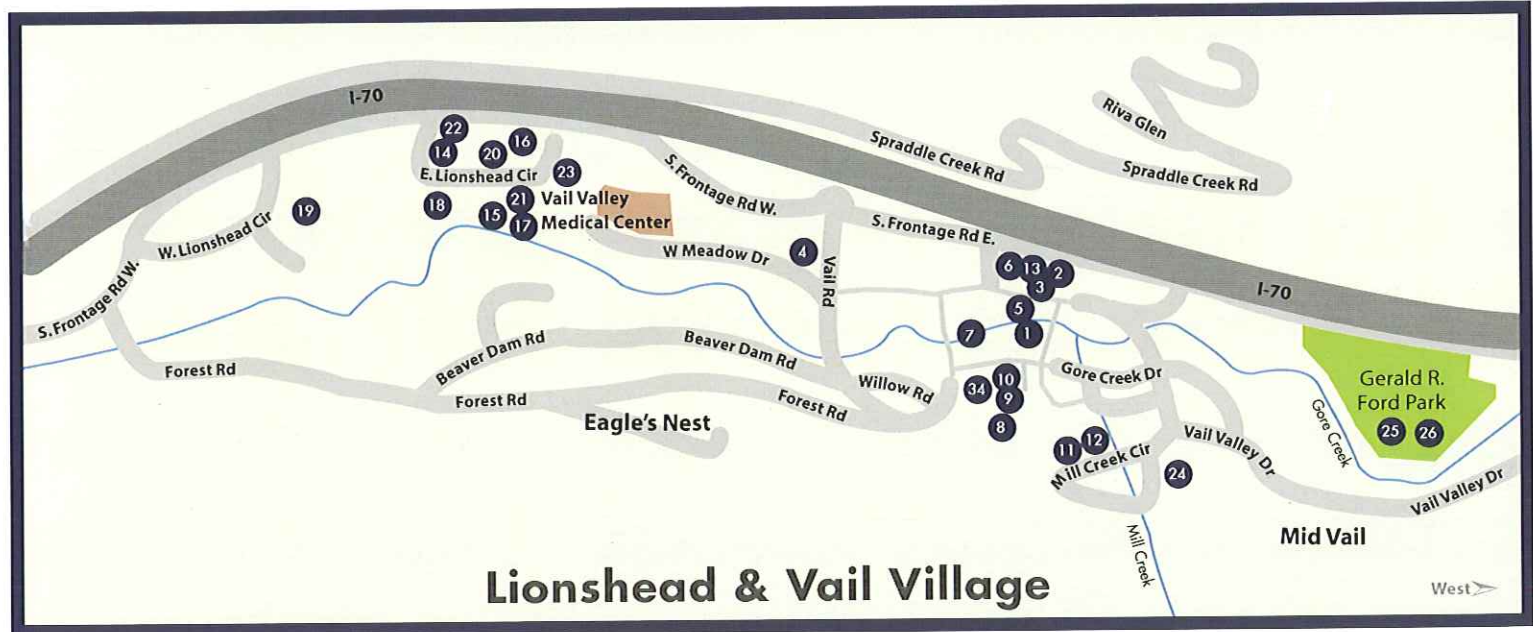 I-70
Riva Glen
Spraddle Creek Rd
Spraddle Creek Rd
22
14
20
16
23
E. Lionshead Cir
18
15
21
17
Vail Valley
Medical Center
S. Frontage Rd W.
19
W. Lionshead Cir
S. Frontage Rd W.
W Meadow Dr
4
Vail Rd
S. Frontage Rd E.
6
13
2
3
5
1
7
I-70
Beaver Dam Rd
Beaver Dam Rd
Forest Rd
Forest Rd
Forest Rd
Willow Rd
Eagle's Nest
34
10
9
8
Gore Creek Dr
11
12
Mill Creek Cir
24
Vail Valley Dr
Gore Creek
Gerald R.
Ford Park
25
26
Vail Valley Dr
Mid Vail
Mill Creek
Lionshead & Vail Village
West